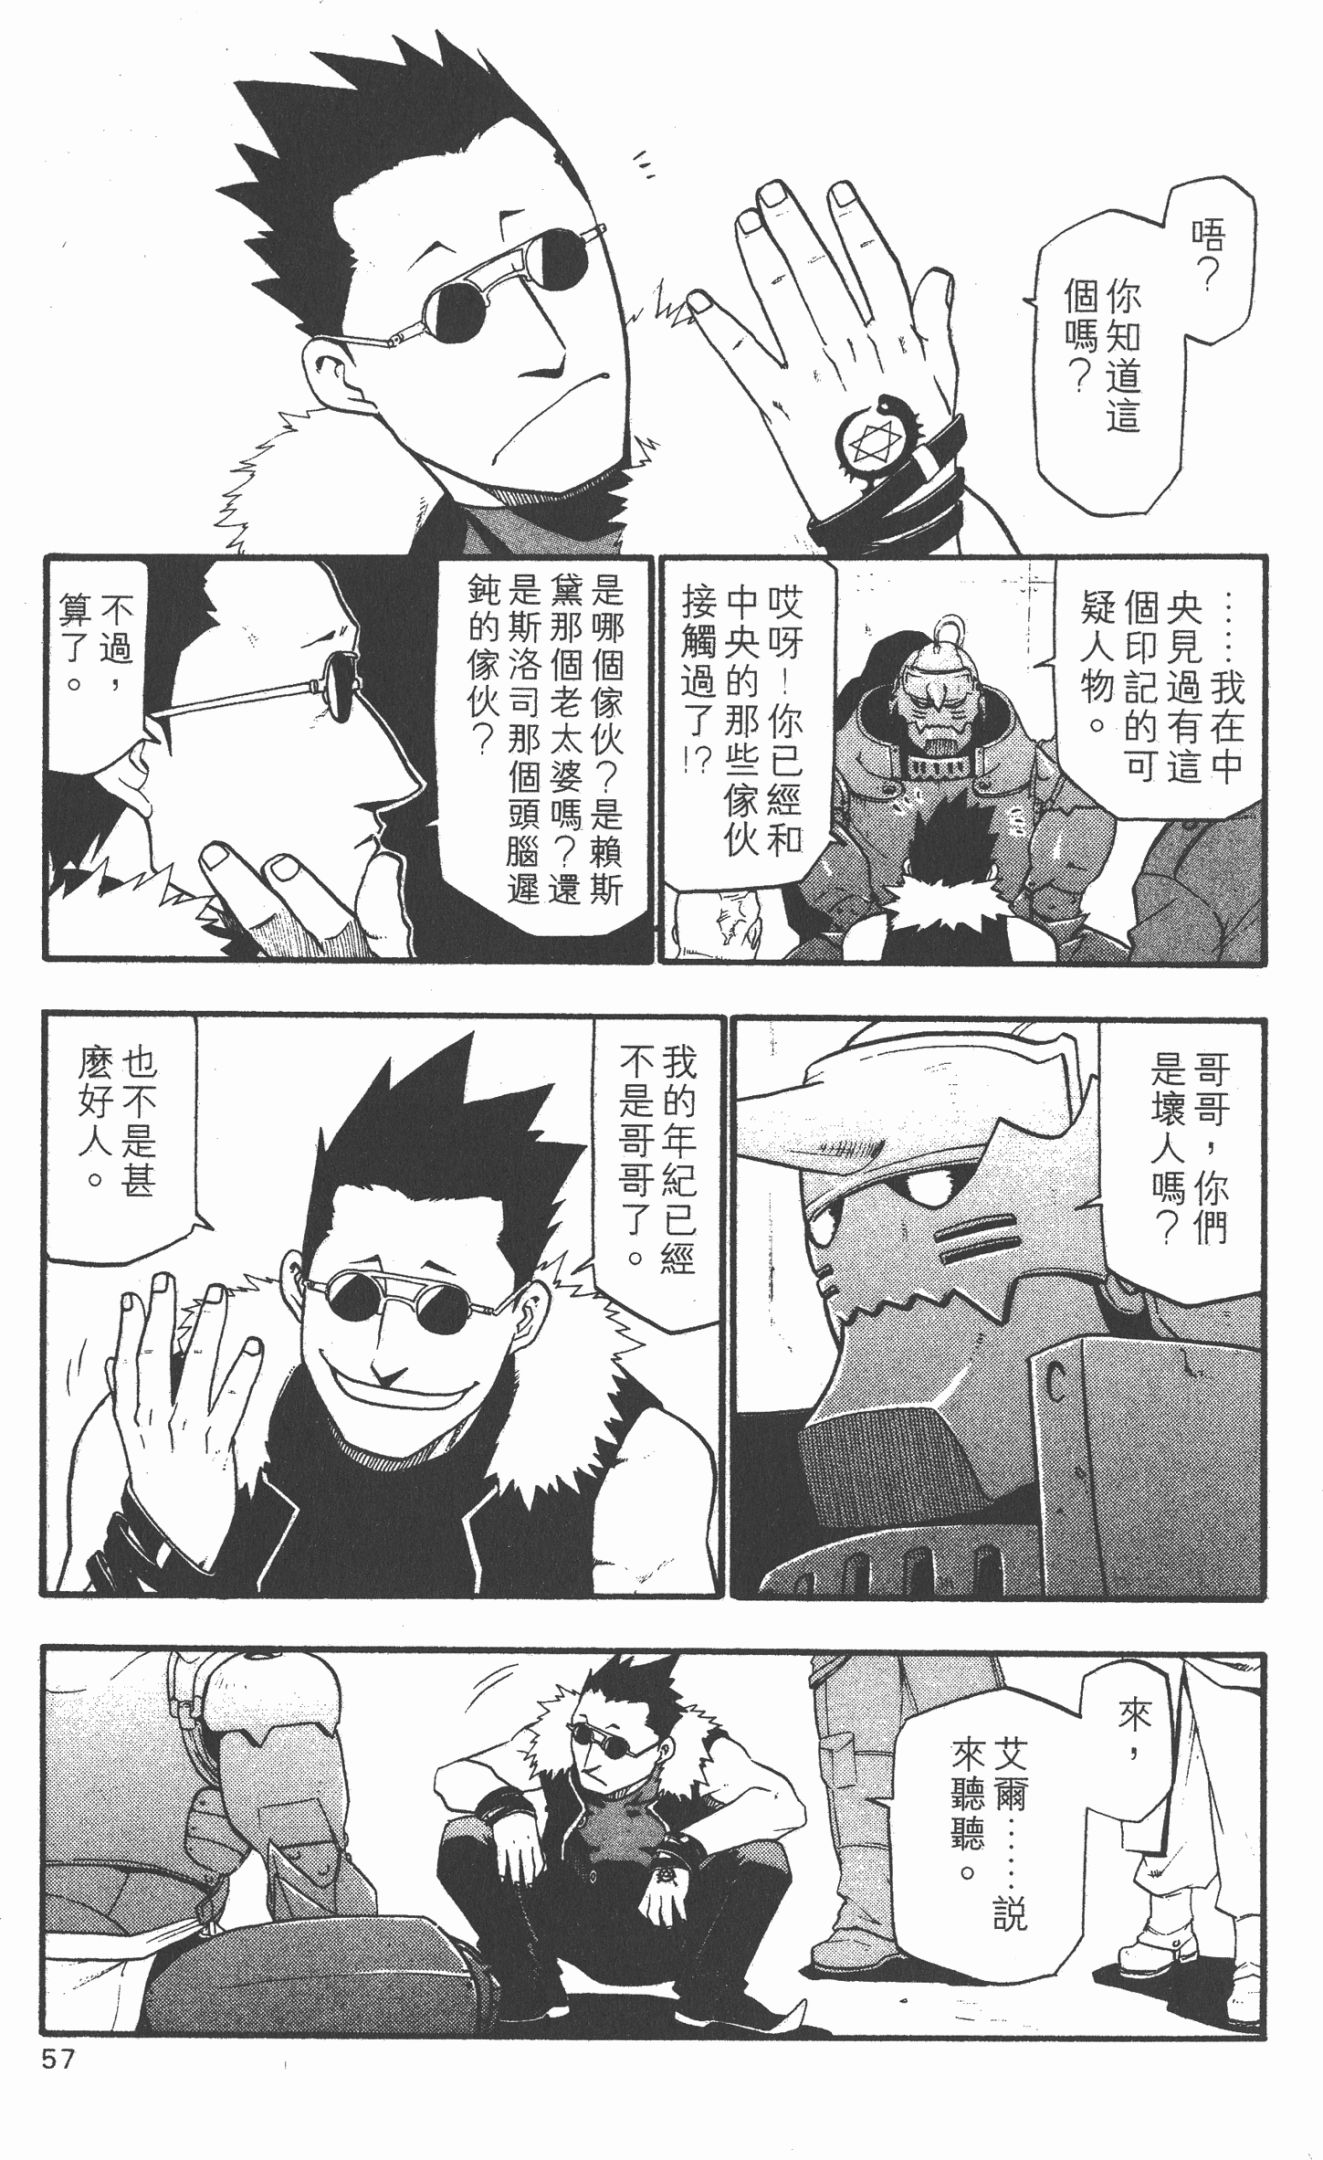 唔？
你知道這
個嗎？
……我在中
央見過有這
個印記的可
疑人物。
哎呀！你已經和
中央的那些傢伙
接觸過了!?
是哪個傢伙？是賴斯
黛那個老太婆嗎？還
是斯洛司那個頭腦遲
鈍的傢伙？
不過，
算了。
哥哥，你們
是壞人嗎？
我的年紀已經
不是哥哥了。
也不是甚
麼好人。
來，
艾爾……說
來聽聽。
57